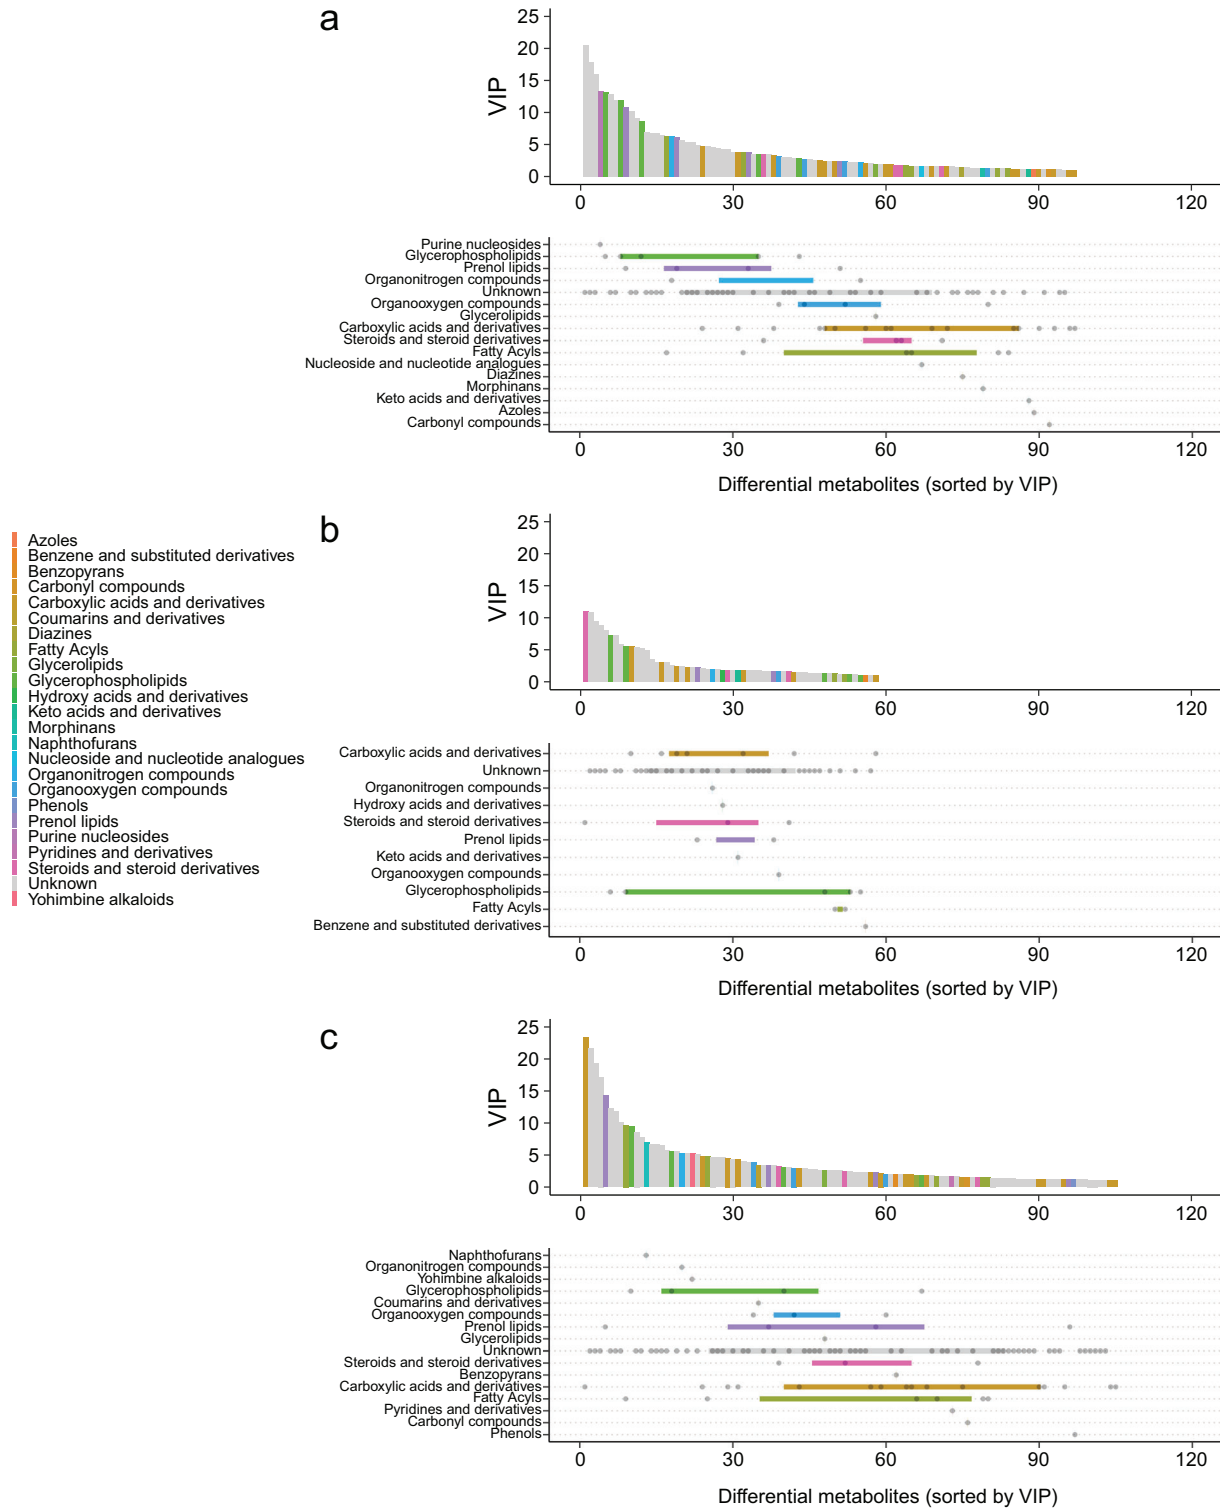 a
25
20
15
10
5
0
VIP
0 30 60 90 120
Purine nucleosides
Glycerophospholipids
Prenol lipids
Organonitrogen compounds
Unknown
Organooxygen compounds
Glycerolipids
Carboxylic acids and derivatives
Steroids and steroid derivatives
Fatty Acyls
Nucleoside and nucleotide analogues
Diazines
Morphinans
Keto acids and derivatives
Azoles
Carbonyl compounds
0 30 60 90 120
Differential metabolites (sorted by VIP)
Azoles
Benzene and substituted derivatives
Benzopyrans
Carbonyl compounds
Carboxylic acids and derivatives
Coumarins and derivatives
Diazines
Fatty Acyls
Glycerolipids
Glycerophospholipids
Hydroxy acids and derivatives
Keto acids and derivatives
Morphinans
Naphthofurans
Nucleoside and nucleotide analogues
Organonitrogen compounds
Organooxygen compounds
Phenols
Prenol lipids
Purine nucleosides
Pyridines and derivatives
Steroids and steroid derivatives
Unknown
Yohimbine alkaloids
b
25
20
15
10
5
0
VIP
0 30 60 90 120
Carboxylic acids and derivatives
Unknown
Organonitrogen compounds
Hydroxy acids and derivatives
Steroids and steroid derivatives
Prenol lipids
Keto acids and derivatives
Organooxygen compounds
Glycerophospholipids
Fatty Acyls
Benzene and substituted derivatives
0 30 60 90 120
Differential metabolites (sorted by VIP)
c
25
20
15
10
5
0
VIP
0 30 60 90 120
Naphthofurans
Organonitrogen compounds
Yohimbine alkaloids
Glycerophospholipids
Coumarins and derivatives
Organooxygen compounds
Prenol lipids
Glycerolipids
Unknown
Steroids and steroid derivatives
Benzopyrans
Carboxylic acids and derivatives
Fatty Acyls
Pyridines and derivatives
Carbonyl compounds
Phenols
0 30 60 90 120
Differential metabolites (sorted by VIP)